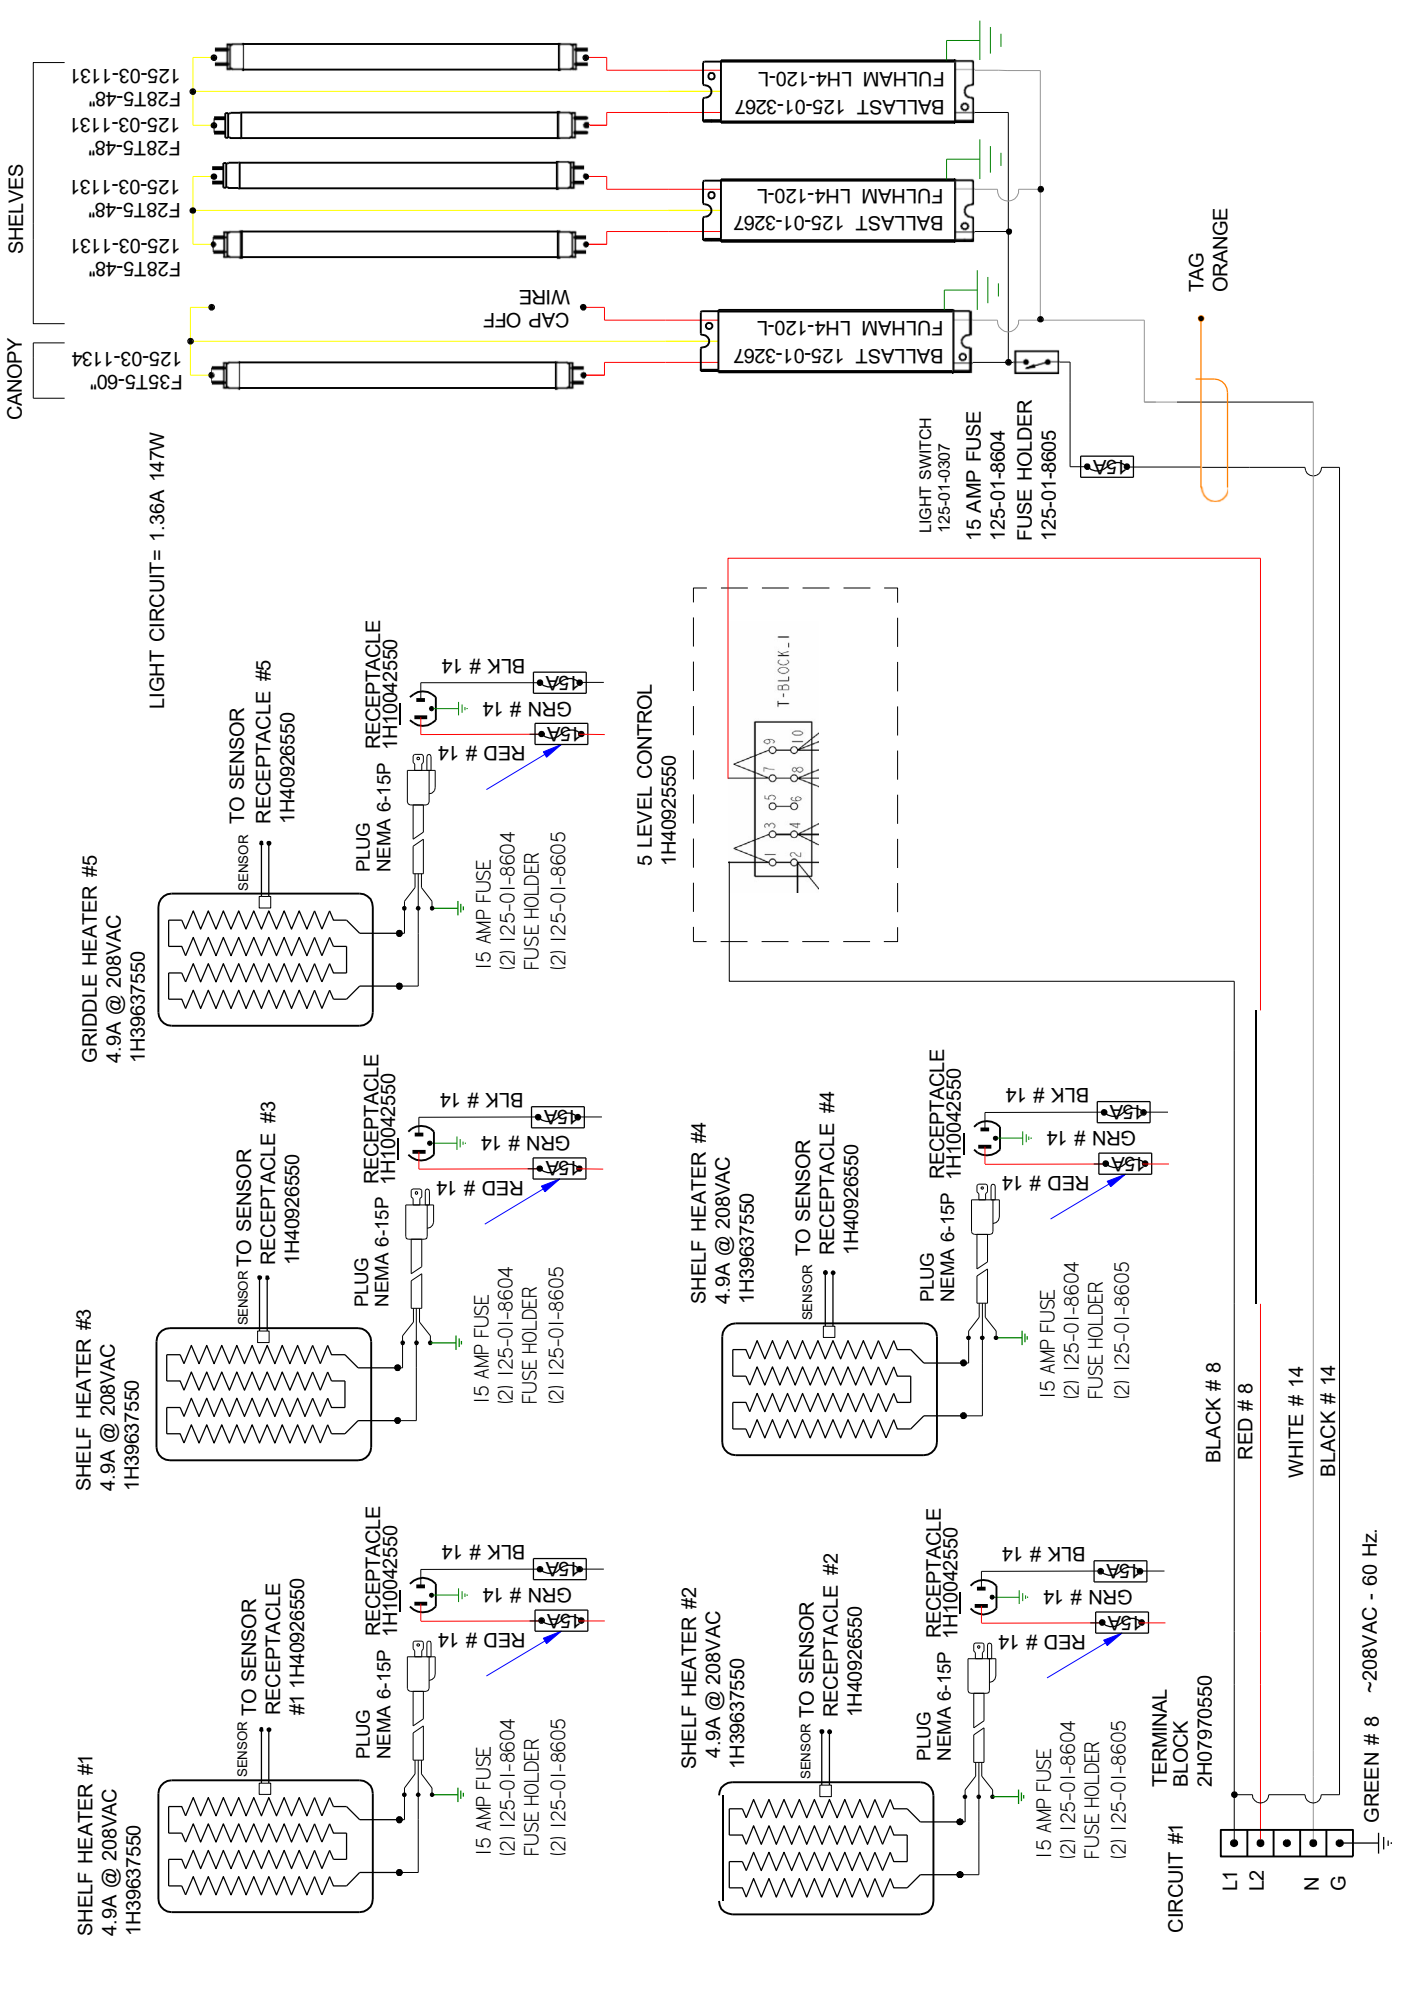 SHELVES
CANOPY
125-03-1131
F28T5-48"
125-03-1131
F28T5-48"
125-03-1131
F28T5-48"
125-03-1131
F28T5-48"
125-03-1134
F35T5-60"
CAP OFF
WIRE
BALLAST 125-01-3267
FULHAM LH4-120-L
BALLAST 125-01-3267
FULHAM LH4-120-L
BALLAST 125-01-3267
FULHAM LH4-120-L
TAG
ORANGE
LIGHT CIRCUIT= 1.36A 147W
LIGHT SWITCH
125-01-0307
15 AMP FUSE
125-01-8604
FUSE HOLDER
125-01-8605
15A
GRIDDLE HEATER #5
4.9A @ 208VAC
1H39637550
SENSOR
TO SENSOR
RECEPTACLE #5
1H40926550
PLUG
NEMA 6-15P
RECEPTACLE
1H10042550
BLK # 14
GRN # 14
RED # 14
15A
15A
15 AMP FUSE
(2) 125-01-8604
FUSE HOLDER
(2) 125-01-8605
5 LEVEL CONTROL
1H40925550
T-BLOCK_1
1 3 5 7 9
2 4 6 8 10
SHELF HEATER #3
4.9A @ 208VAC
1H39637550
SENSOR
TO SENSOR
RECEPTACLE #3
1H40926550
PLUG
NEMA 6-15P
RECEPTACLE
1H10042550
BLK # 14
GRN # 14
RED # 14
15A
15A
15 AMP FUSE
(2) 125-01-8604
FUSE HOLDER
(2) 125-01-8605
SHELF HEATER #4
4.9A @ 208VAC
1H39637550
SENSOR
TO SENSOR
RECEPTACLE #4
1H40926550
PLUG
NEMA 6-15P
RECEPTACLE
1H10042550
BLK # 14
GRN # 14
RED # 14
15A
15A
15 AMP FUSE
(2) 125-01-8604
FUSE HOLDER
(2) 125-01-8605
SHELF HEATER #1
4.9A @ 208VAC
1H39637550
SENSOR
TO SENSOR
RECEPTACLE
#1 1H40926550
PLUG
NEMA 6-15P
RECEPTACLE
1H10042550
BLK # 14
GRN # 14
RED # 14
15A
15A
15 AMP FUSE
(2) 125-01-8604
FUSE HOLDER
(2) 125-01-8605
SHELF HEATER #2
4.9A @ 208VAC
1H39637550
SENSOR
TO SENSOR
RECEPTACLE #2
1H40926550
PLUG
NEMA 6-15P
RECEPTACLE
1H10042550
BLK # 14
GRN # 14
RED # 14
15A
15A
15 AMP FUSE
(2) 125-01-8604
FUSE HOLDER
(2) 125-01-8605
BLACK # 8
RED # 8
WHITE # 14
BLACK # 14
TERMINAL
BLOCK
2H07970550
CIRCUIT #1
L1
L2
N
G
GREEN # 8 ~208VAC - 60 Hz.